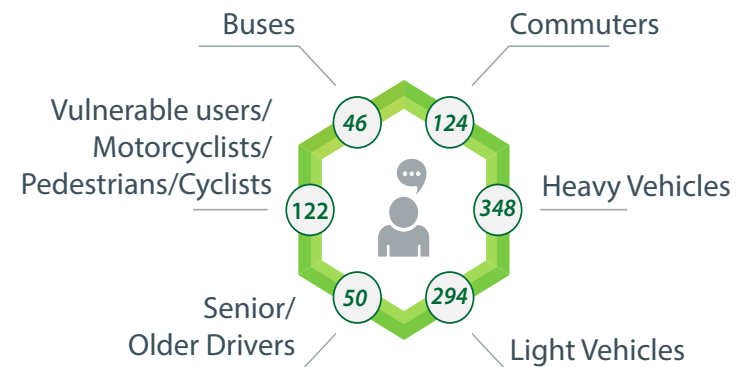 Buses
Commuters
46
124
Vulnerable users/
Motorcyclists/
Pedestrians/Cyclists
122
348
Heavy Vehicles
50
294
Senior/
Older Drivers
Light Vehicles